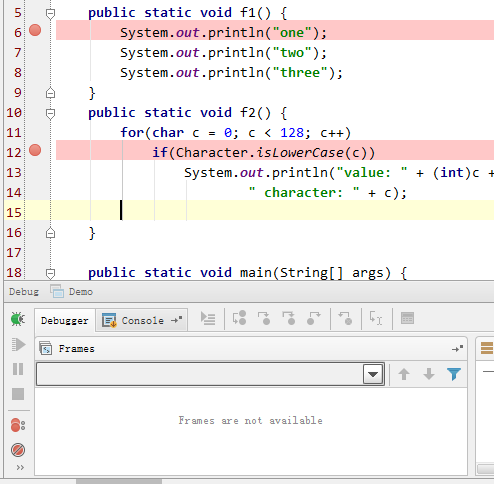 5 public static void f1() {
6 System.out.println("one");
7 System.out.println("two");
8 System.out.println("three");
9 }
10 public static void f2() {
11 for(char c = 0; c < 128; c++)
12 if(Character.isLowerCase(c))
13 System.out.println("value: " + (int)c +
14 " character: " + c);
15
16 }
17
18 public static void main(String[] args) {
Debug Demo
Debugger Console
Frames
Frames are not available